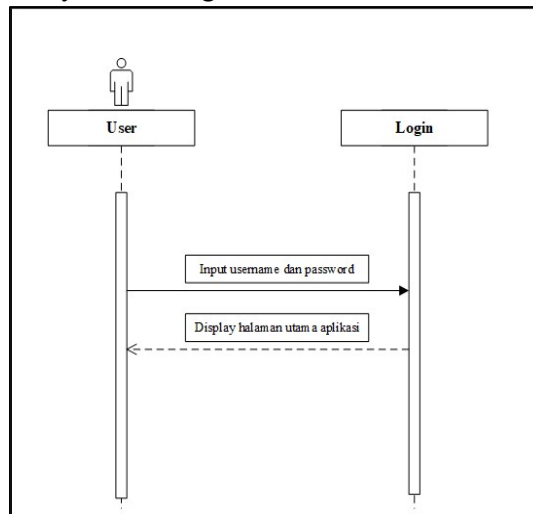 User
Login
Input username dan password
Display halaman utama aplikasi